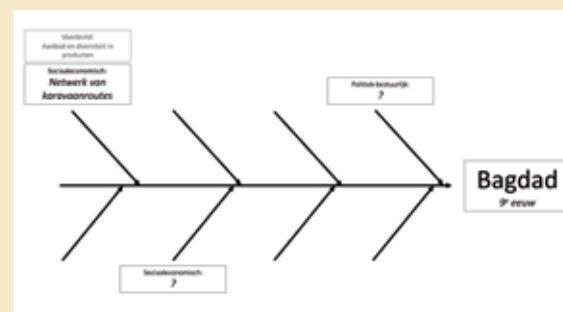 Voorbeeld:
Aanbod en diversiteit in
producten
Sociaaleconomisch:
Netwerk van
karavaanroutes
Politiek-bestuurlijk:
?
Bagdad
9e eeuw
Sociaaleconomisch:
?